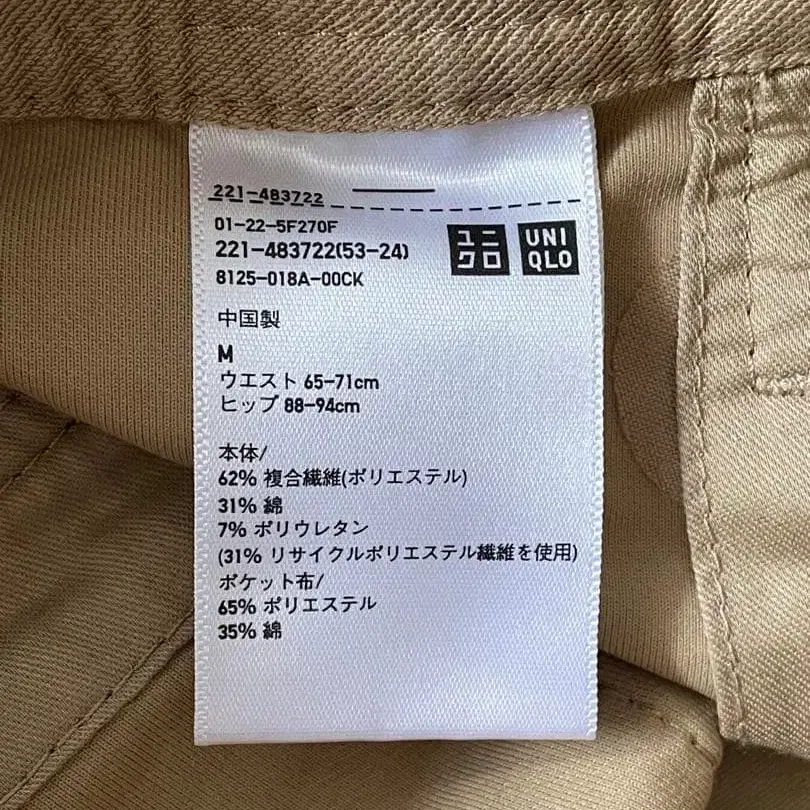 221-483722
01-22-5F270F
221-483722(53-24)
8125-018A-00CK
ユニ
クロ
UNI
QLO
中国製
M
ウエスト 65-71cm
ヒップ 88-94cm
本体/
62% 複合繊維(ポリエステル)
31% 綿
7% ポリウレタン
(31% リサイクルポリエステル繊維を使用)
ポケット布/
65% ポリエステル
35% 綿